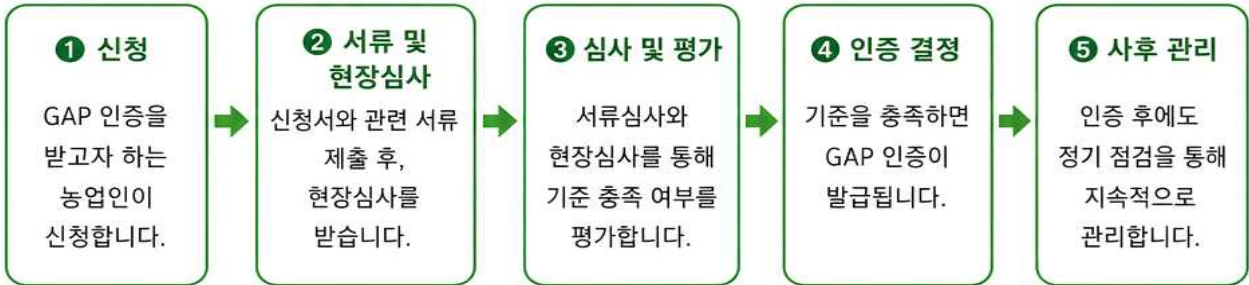 ❶ 신청
GAP 인증을
받고자 하는
농업인이
신청합니다.
❷ 서류 및
현장심사
신청서와 관련 서류
제출 후,
현장심사를
받습니다.
❸ 심사 및 평가
서류심사와
현장심사를 통해
기준 충족 여부를
평가합니다.
❹ 인증 결정
기준을 충족하면
GAP 인증이
발급됩니다.
❺ 사후 관리
인증 후에도
정기 점검을 통해
지속적으로
관리합니다.